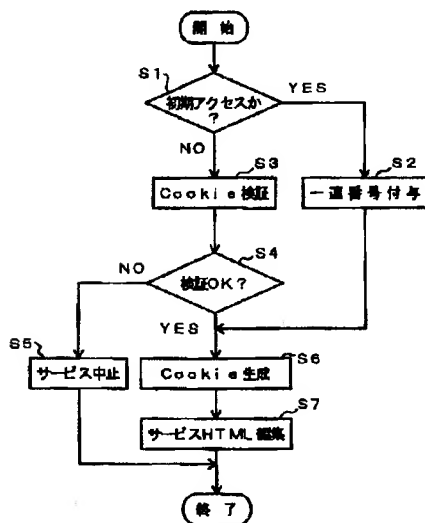 開始
S1
初期アクセスか
?
YES
NO
S3
S2
Cookie検証
一連番号付与
S4
NO
検証OK?
YES
S5
S6
サービス中止
Cookie生成
S7
サービスHTML編集
終了